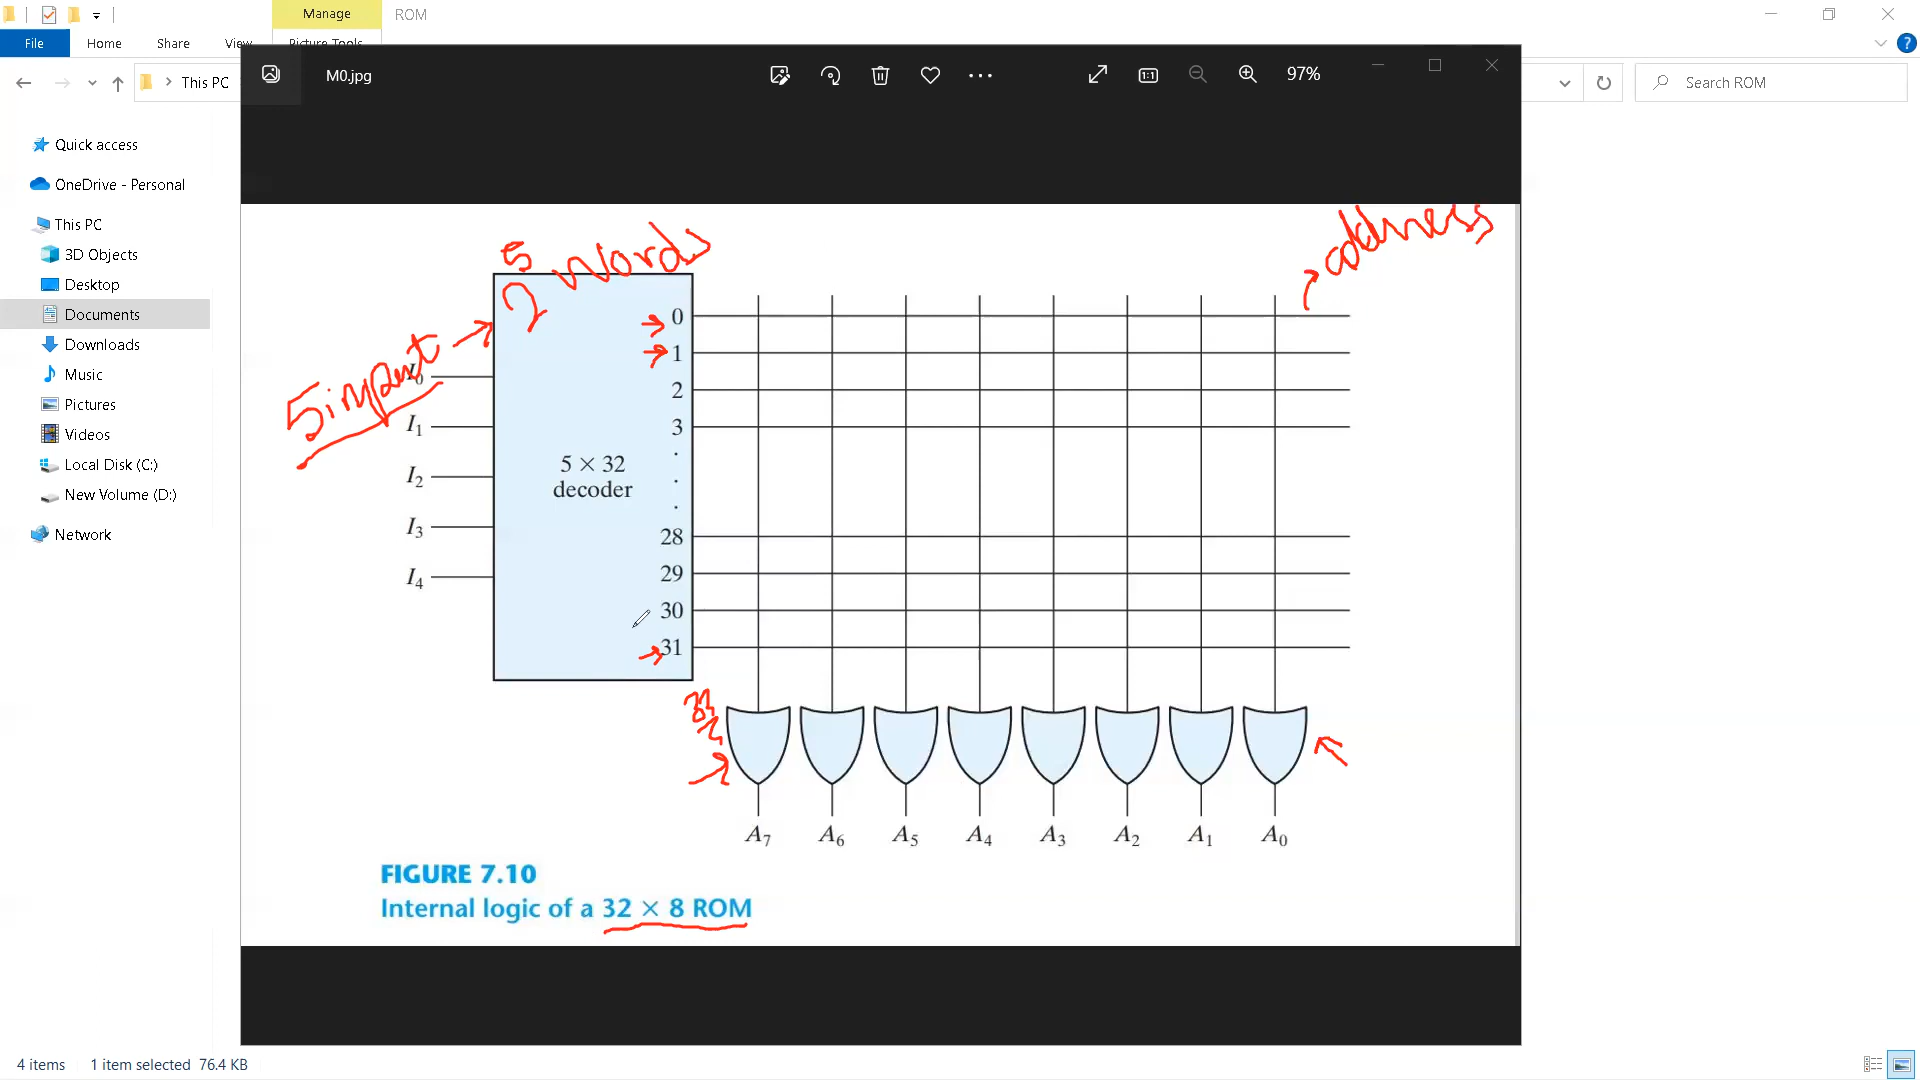 Manage
ROM
File
Home
Share
View
Picture Tools
M0.jpg
1:1
97%
This PC
Search ROM
Quick access
OneDrive - Personal
This PC
3D Objects
Desktop
Documents
Downloads
Music
Pictures
Videos
Local Disk (C:)
New Volume (D:)
Network
address
5
2 words
5 input
0
1
2
3
.
.
.
28
29
30
31
I0
I1
I2
I3
I4
5 × 32
decoder
32
A7 A6 A5 A4 A3 A2 A1 A0
FIGURE 7.10
Internal logic of a 32 × 8 ROM
4 items 1 item selected 76.4 KB